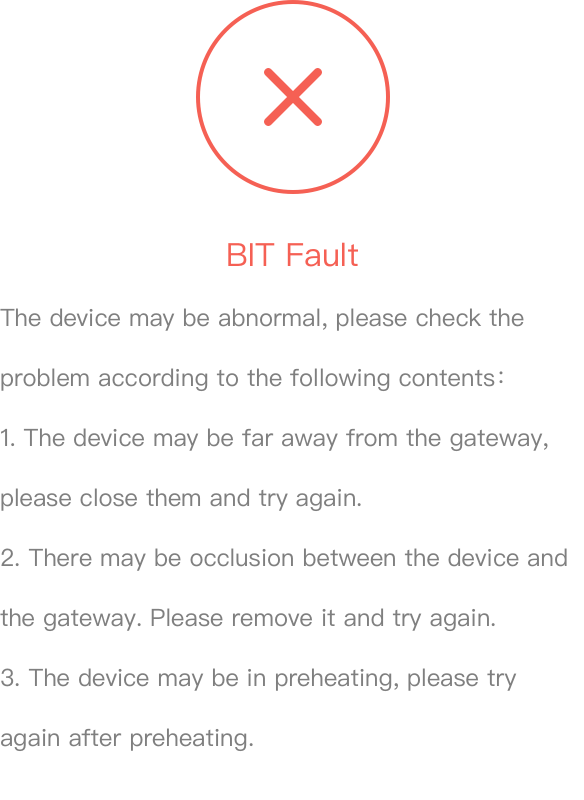 BIT Fault
The device may be abnormal, please check the
problem according to the following contents：
1. The device may be far away from the gateway,
please close them and try again.
2. There may be occlusion between the device and
the gateway. Please remove it and try again.
3. The device may be in preheating, please try
again after preheating.